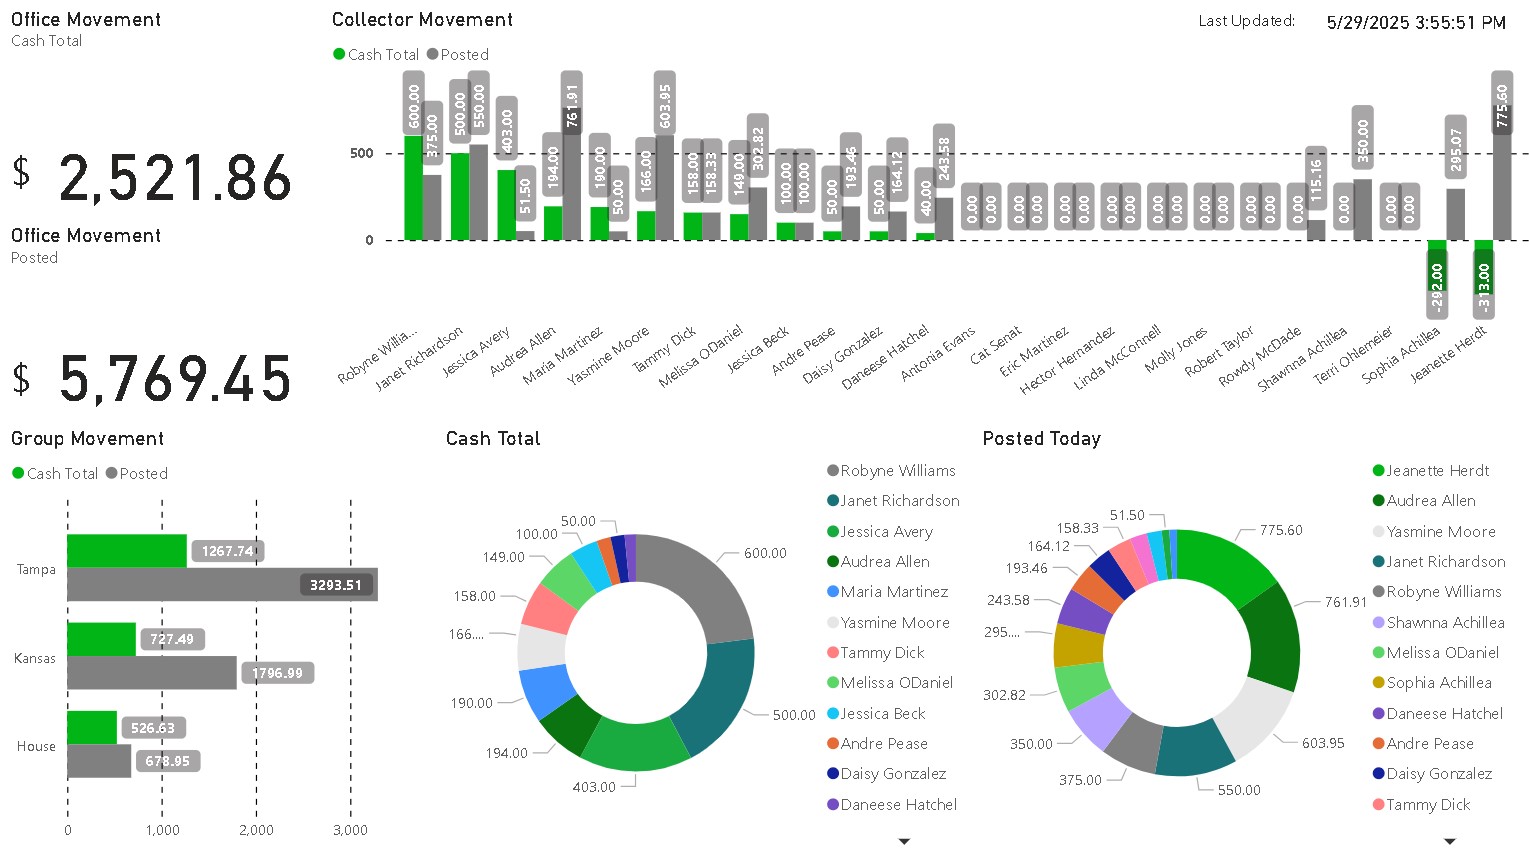 Office Movement
Cash Total
$ 2,521.86
Office Movement
Posted
$ 5,769.45
Collector Movement
Last Updated: 5/29/2025 3:55:51 PM
Cash Total Posted
500
0
600.00 375.00 500.00 550.00 403.00 51.50 194.00 761.91 190.00 50.00 166.00 603.95 158.00 158.33 149.00 302.82 100.00 100.00 50.00 193.46 50.00 164.12 40.00 243.58 0.00 0.00 0.00 0.00 0.00 0.00 0.00 0.00 0.00 0.00 0.00 0.00 0.00 0.00 0.00 115.16 0.00 350.00 0.00 0.00 -292.00 295.07 -313.00 775.60
Robyne Willia...
Janet Richardson
Jessica Avery
Audrea Allen
Maria Martinez
Yasmine Moore
Tammy Dick
Melissa ODaniel
Jessica Beck
Andre Pease
Daisy Gonzalez
Daneese Hatchel
Antonia Evans
Cat Senat
Eric Martinez
Hector Hernandez
Linda McConnell
Molly Jones
Robert Taylor
Rowdy McDade
Shawnna Achillea
Terri Ohlemeier
Sophia Achillea
Jeanette Herdt
Group Movement
Cash Total Posted
Tampa
1267.74
3293.51
Kansas
727.49
1796.99
House
526.63
678.95
0 1,000 2,000 3,000
Cash Total
600.00
500.00
403.00
194.00
190.00
166....
158.00
149.00
100.00
50.00
Robyne Williams
Janet Richardson
Jessica Avery
Audrea Allen
Maria Martinez
Yasmine Moore
Tammy Dick
Melissa ODaniel
Jessica Beck
Andre Pease
Daisy Gonzalez
Daneese Hatchel
Posted Today
775.60
761.91
603.95
550.00
375.00
350.00
302.82
295....
243.58
193.46
164.12
158.33
51.50
Jeanette Herdt
Audrea Allen
Yasmine Moore
Janet Richardson
Robyne Williams
Shawnna Achillea
Melissa ODaniel
Sophia Achillea
Daneese Hatchel
Andre Pease
Daisy Gonzalez
Tammy Dick